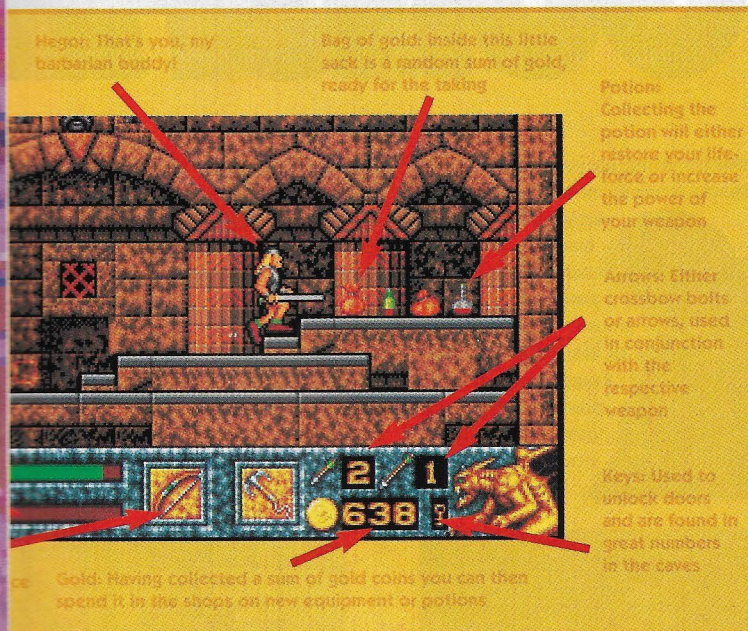 Hegor: That's you, my
barbarian buddy!
Bag of gold: Inside this little
sack is a random sum of gold,
ready for the taking
Potion:
Collecting the
potion will either
restore your life-
force or increase
the power of
your weapon
Arrows: Either
crossbow bolts
or arrows, used
in conjunction
with the
respective
weapon
2 1
638
Keys: Used to
unlock doors
and are found in
great numbers
in the caves
ce
Gold: Having collected a sum of gold coins you can then
spend it in the shops on new equipment or potions